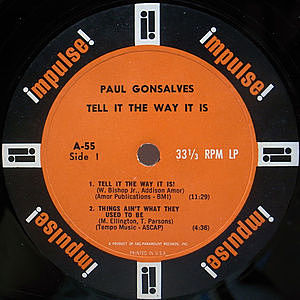 impulse!
impulse!
PAUL GONSALVES
TELL IT THE WAY IT IS
A-55
Side 1
33⅓ RPM LP
1. TELL IT THE WAY IT IS!
(W. Bishop Jr., Addison Amor)
(Amor Publications - BMI) (11:29)
2. THINGS AIN'T WHAT THEY
USED TO BE
(M. Ellington, T. Parsons)
(Tempo Music - ASCAP) (4:36)
A PRODUCT OF ABC-PARAMOUNT RECORDS, INC.
PRINTED IN U.S.A.
impulse!
impulse!